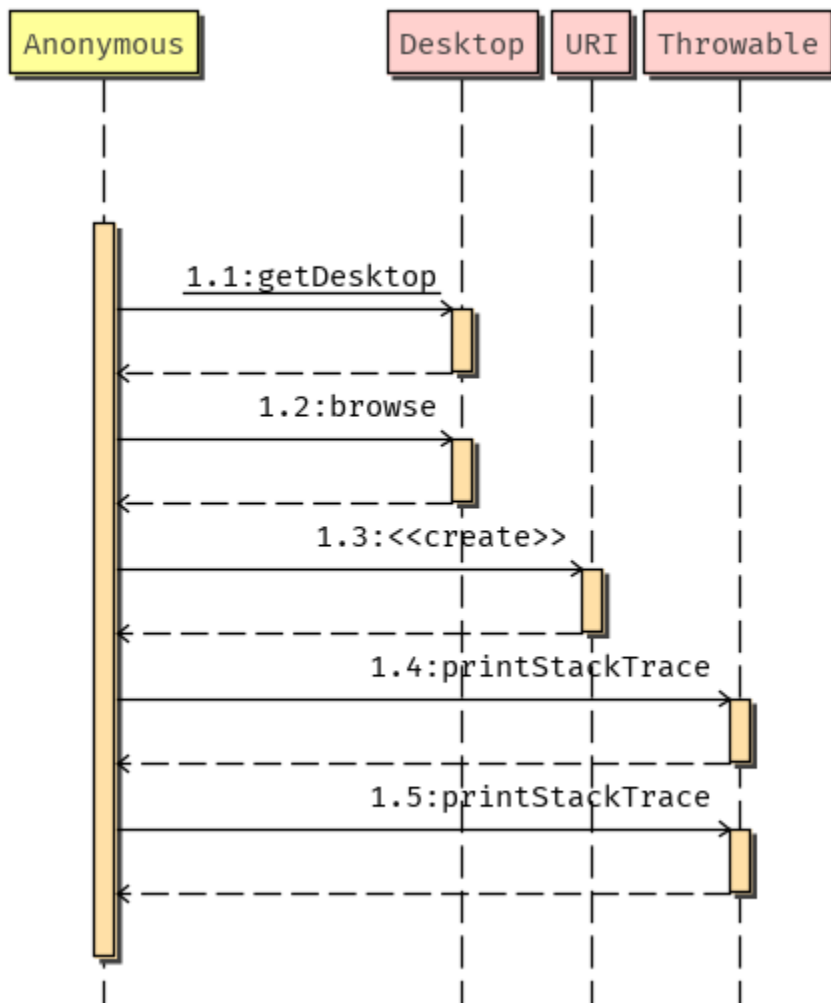 Anonymous
Desktop
URI
Throwable
1.1:getDesktop
1.2:browse
1.3:<<create>>
1.4:printStackTrace
1.5:printStackTrace